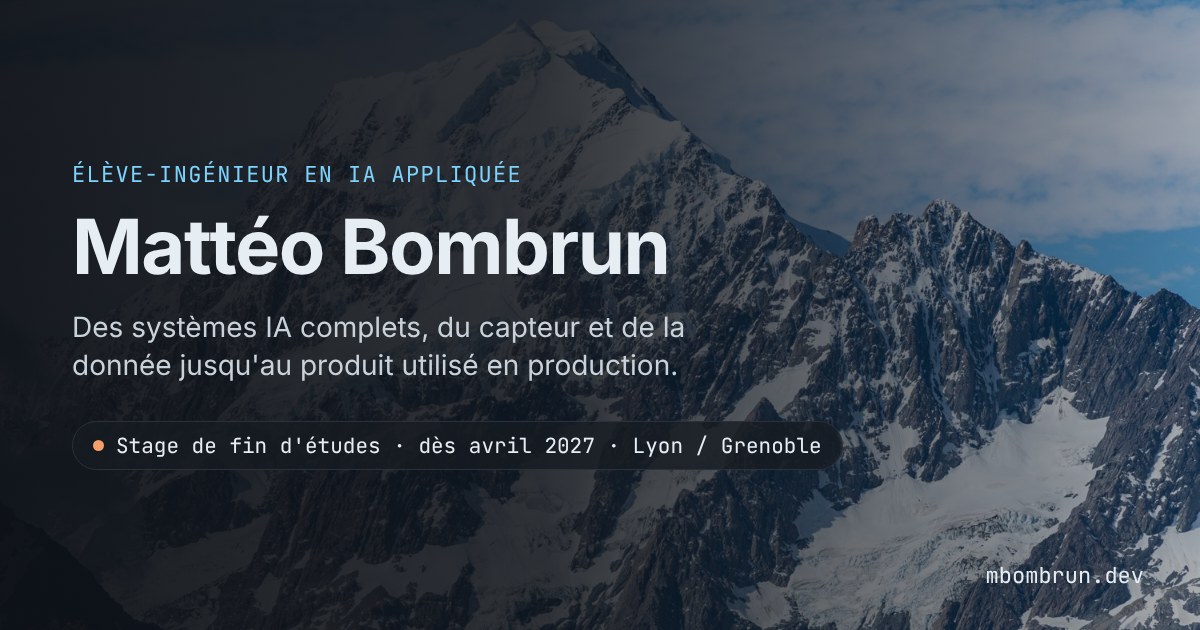 ÉLÈVE-INGÉNIEUR EN IA APPLIQUÉE
Mattéo Bombrun
Des systèmes IA complets, du capteur et de la
donnée jusqu'au produit utilisé en production.
Stage de fin d'études · dès avril 2027 · Lyon / Grenoble
mbombrun.dev